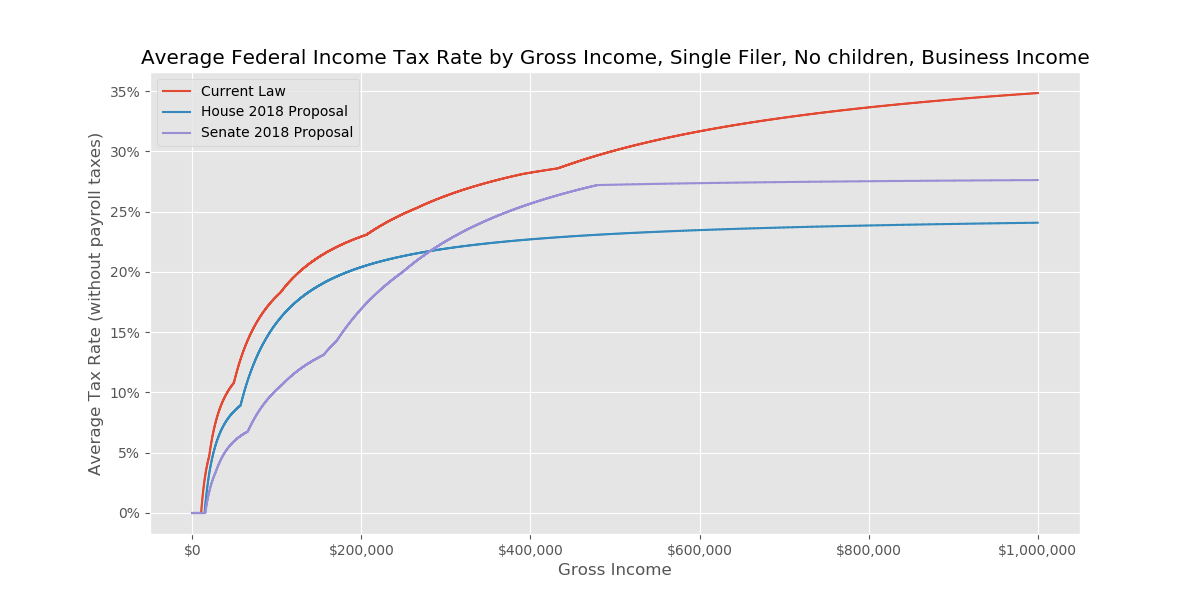 Average Federal Income Tax Rate by Gross Income, Single Filer, No children, Business Income
Current Law
House 2018 Proposal
Senate 2018 Proposal
35%
30%
25%
20%
15%
10%
5%
0%
Average Tax Rate (without payroll taxes)
$0
$200,000
$400,000
$600,000
$800,000
$1,000,000
Gross Income